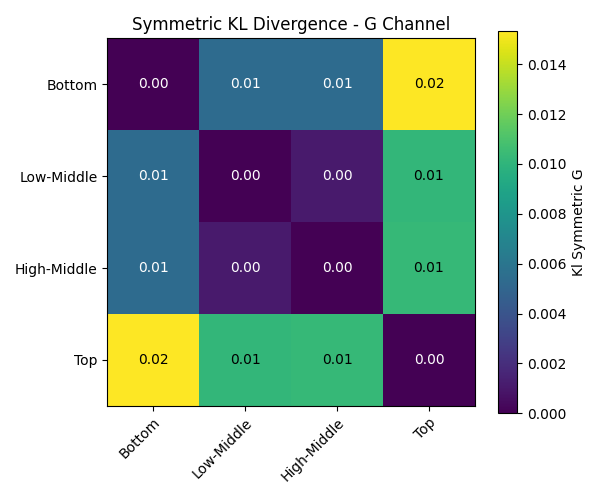 Symmetric KL Divergence - G Channel
Bottom 0.00 0.01 0.01 0.02
Low-Middle 0.01 0.00 0.00 0.01
High-Middle 0.01 0.00 0.00 0.01
Top 0.02 0.01 0.01 0.00
Bottom Low-Middle High-Middle Top
0.014
0.012
0.010
0.008
0.006
0.004
0.002
0.000
Kl Symmetric G